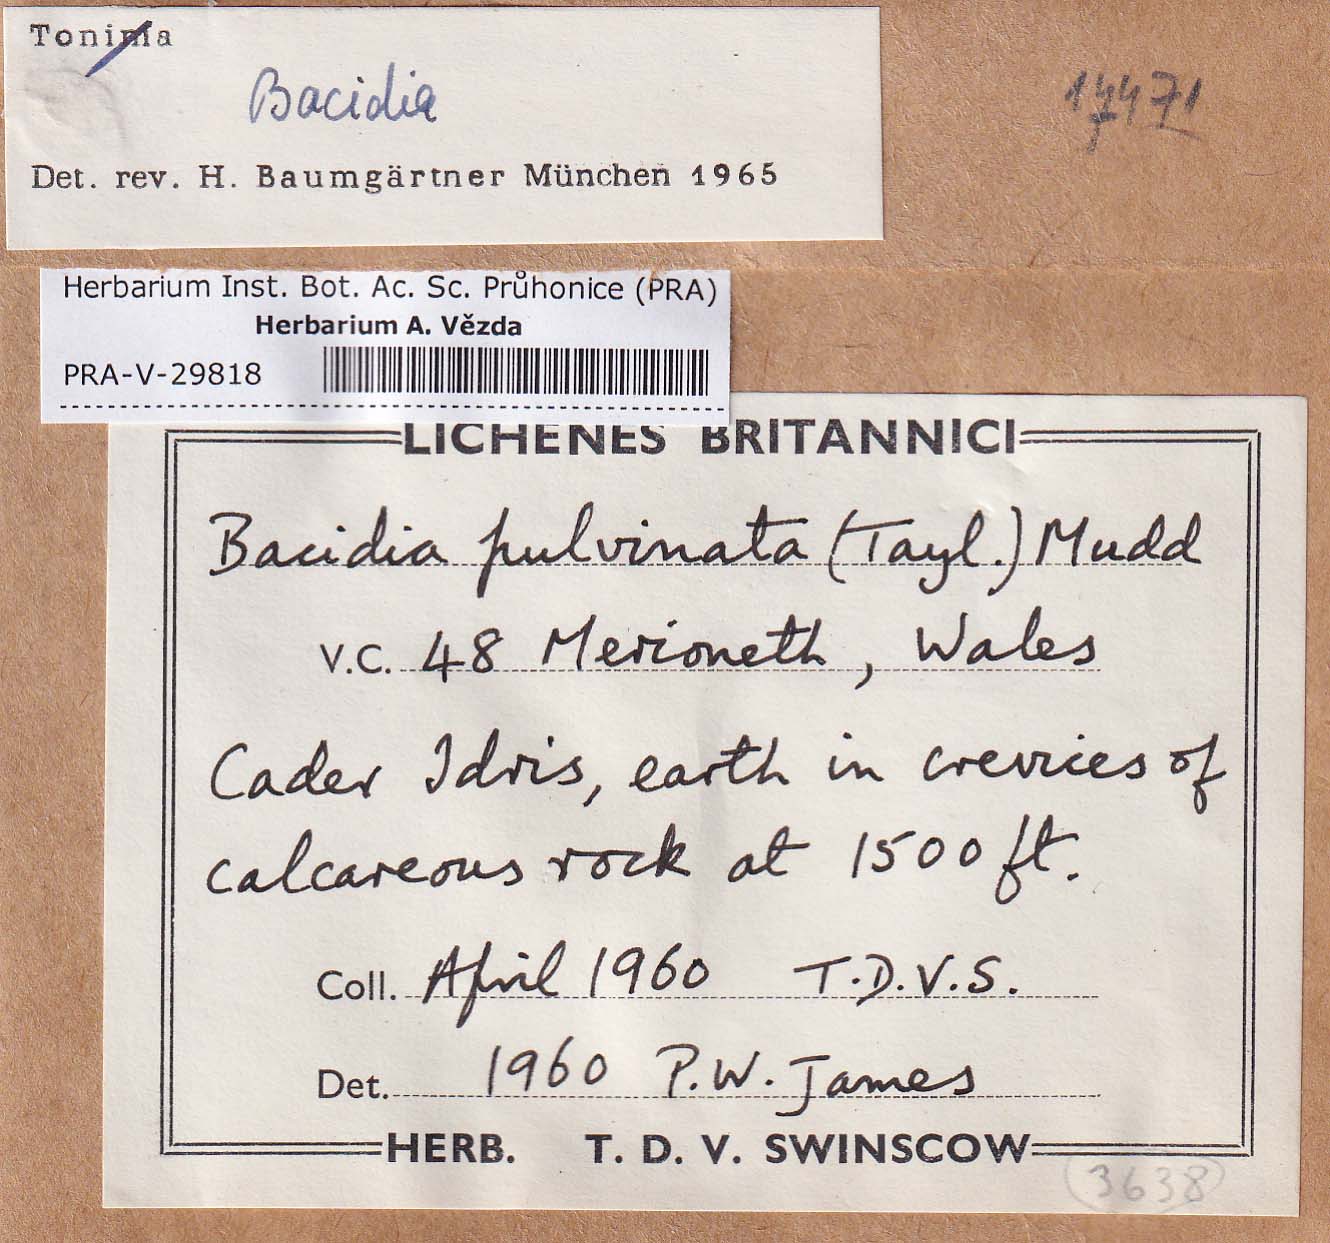 Toninia
Bacidia
Det. rev. H. Baumgärtner München 1965
Herbarium Inst. Bot. Ac. Sc. Průhonice (PRA)
Herbarium A. Vězda
PRA-V-29818
LICHENES BRITANNICI
Bacidia pulvinata (Tayl.) Mudd
V.C. 48 Merioneth, Wales
Cader Idris, earth in crevices of
calcareous rock at 1500 ft.
Coll. April 1960 T.D.V.S.
Det. 1960 P.W. James
HERB. T. D. V. SWINSCOW
3638